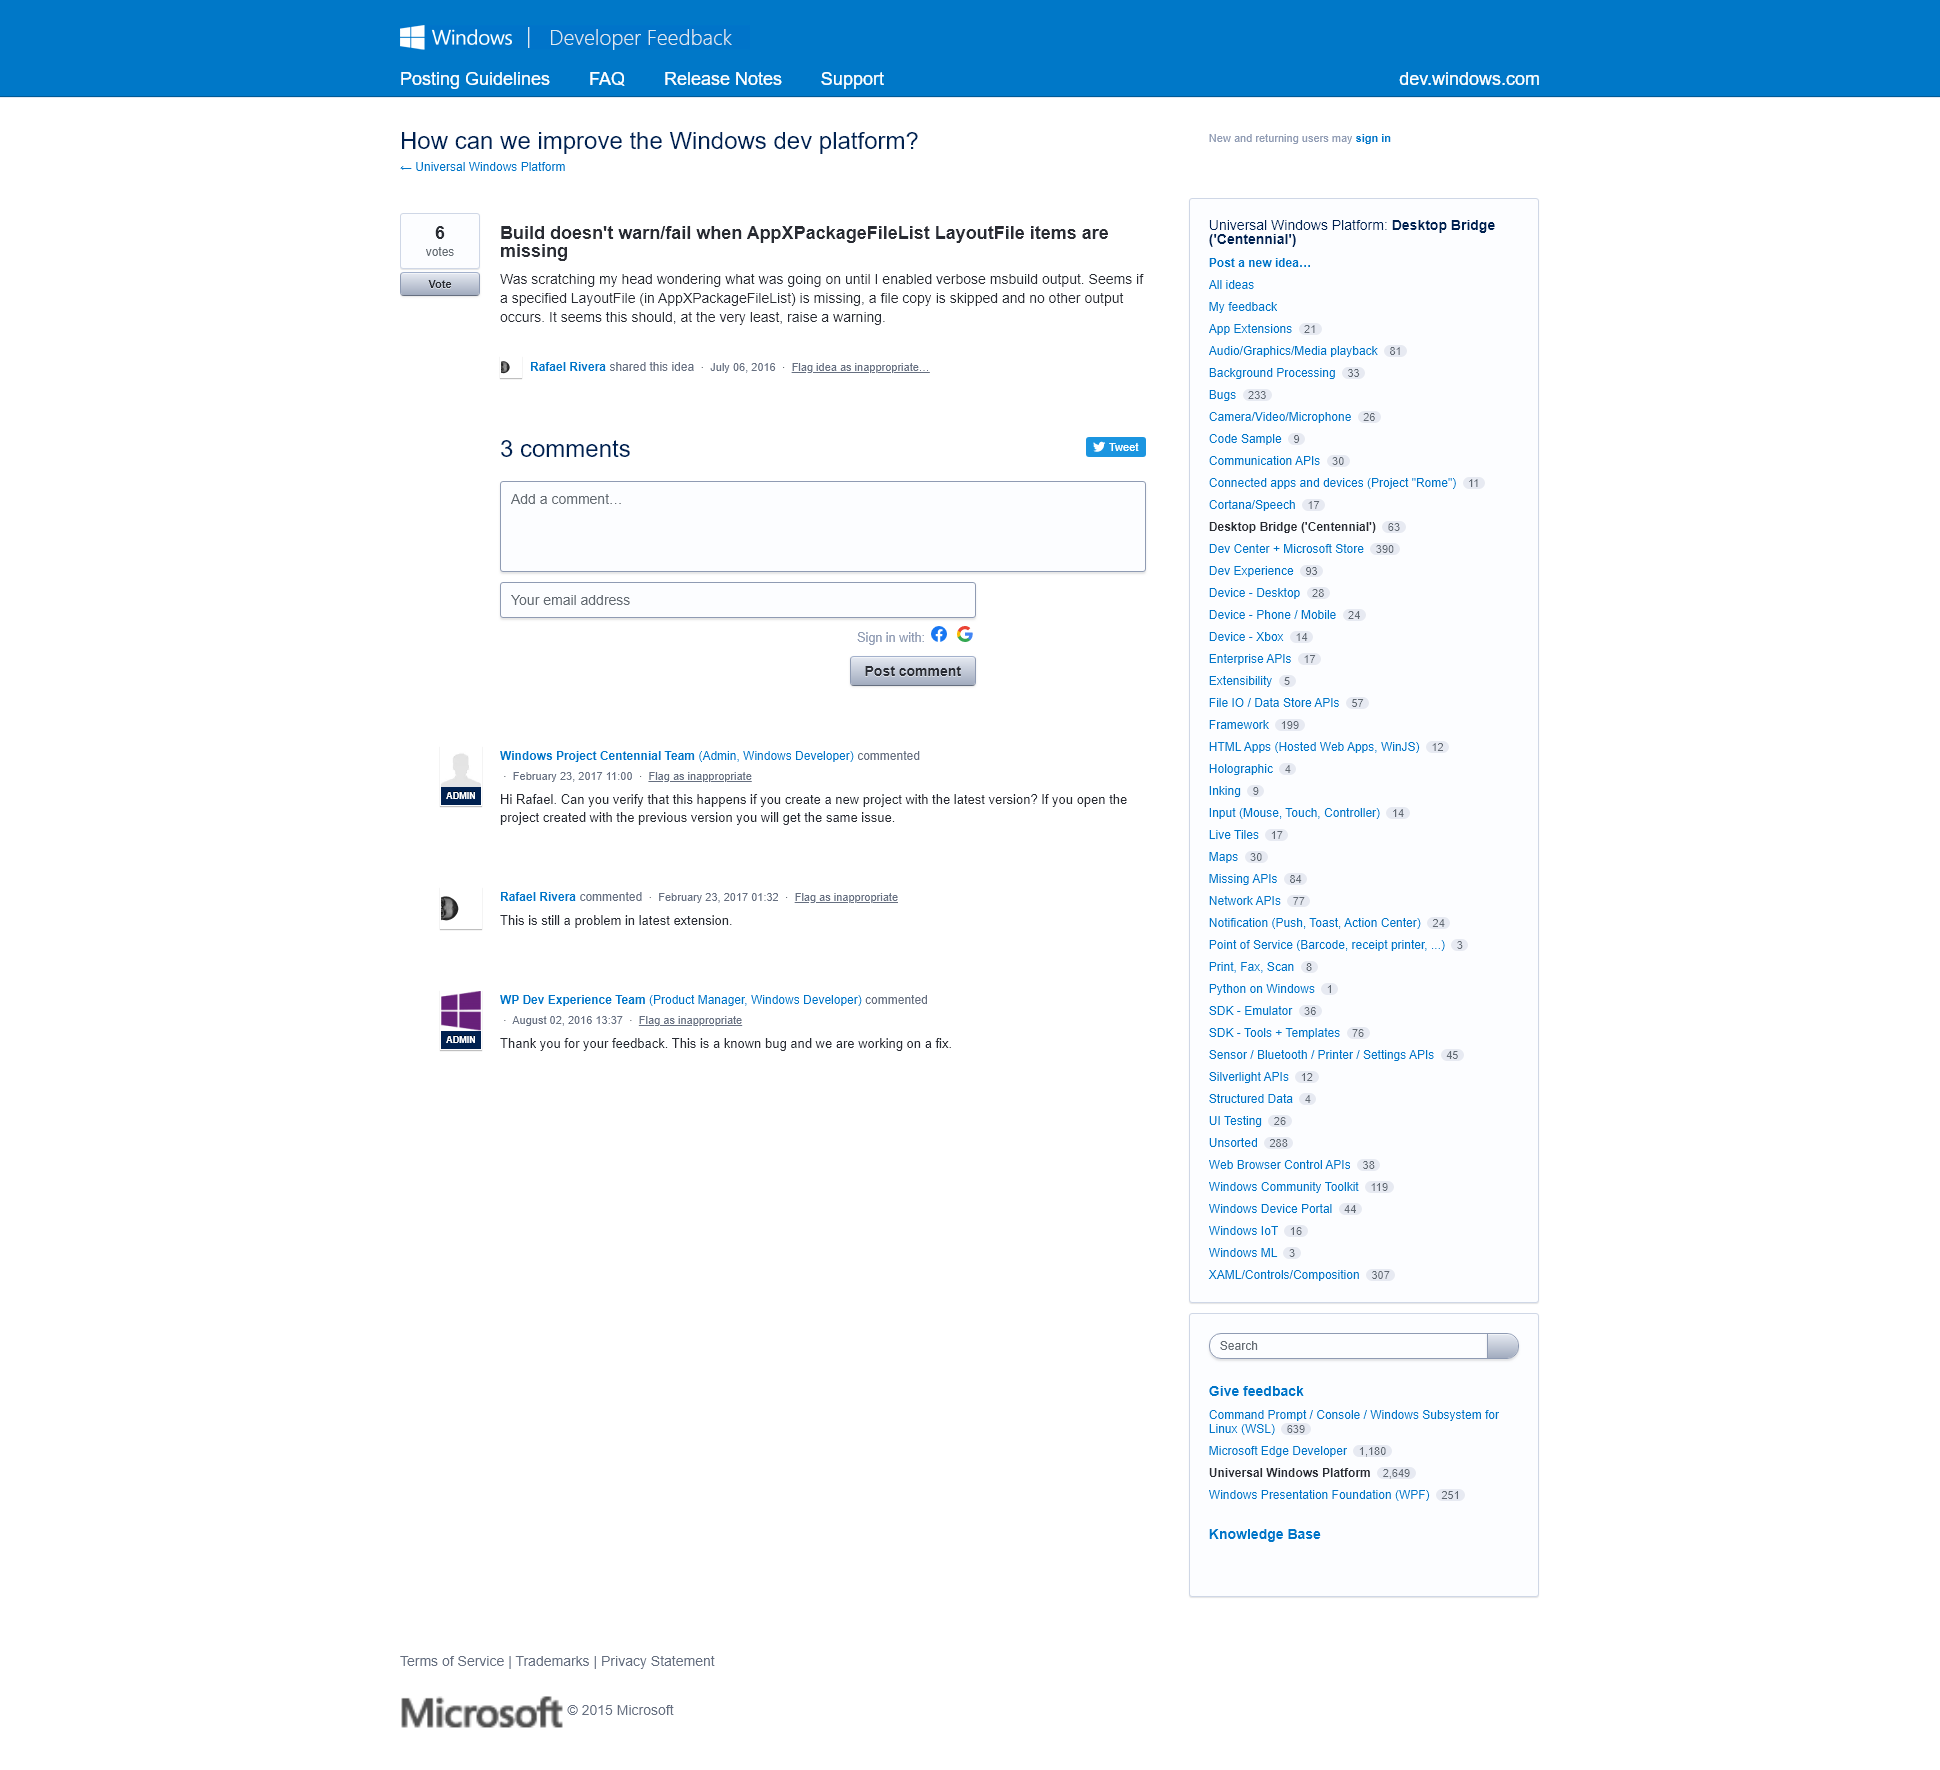 Windows | Developer Feedback
Posting Guidelines FAQ Release Notes Support dev.windows.com
How can we improve the Windows dev platform?
← Universal Windows Platform
New and returning users may sign in
6
votes
Vote
Build doesn't warn/fail when AppXPackageFileList LayoutFile items are
missing
Was scratching my head wondering what was going on until I enabled verbose msbuild output. Seems if
a specified LayoutFile (in AppXPackageFileList) is missing, a file copy is skipped and no other output
occurs. It seems this should, at the very least, raise a warning.
Rafael Rivera shared this idea · July 06, 2016 · Flag idea as inappropriate…
3 comments
Tweet
Add a comment…
Your email address
Sign in with:
Post comment
Windows Project Centennial Team (Admin, Windows Developer) commented
· February 23, 2017 11:00 · Flag as inappropriate
ADMIN
Hi Rafael. Can you verify that this happens if you create a new project with the latest version? If you open the
project created with the previous version you will get the same issue.
Rafael Rivera commented · February 23, 2017 01:32 · Flag as inappropriate
This is still a problem in latest extension.
WP Dev Experience Team (Product Manager, Windows Developer) commented
· August 02, 2016 13:37 · Flag as inappropriate
ADMIN
Thank you for your feedback. This is a known bug and we are working on a fix.
Universal Windows Platform: Desktop Bridge
('Centennial')
Post a new idea…
All ideas
My feedback
App Extensions 21
Audio/Graphics/Media playback 81
Background Processing 33
Bugs 233
Camera/Video/Microphone 26
Code Sample 9
Communication APIs 30
Connected apps and devices (Project "Rome") 11
Cortana/Speech 17
Desktop Bridge ('Centennial') 63
Dev Center + Microsoft Store 390
Dev Experience 93
Device - Desktop 28
Device - Phone / Mobile 24
Device - Xbox 14
Enterprise APIs 17
Extensibility 5
File IO / Data Store APIs 57
Framework 199
HTML Apps (Hosted Web Apps, WinJS) 12
Holographic 4
Inking 9
Input (Mouse, Touch, Controller) 14
Live Tiles 17
Maps 30
Missing APIs 84
Network APIs 77
Notification (Push, Toast, Action Center) 24
Point of Service (Barcode, receipt printer, ...) 3
Print, Fax, Scan 8
Python on Windows 1
SDK - Emulator 36
SDK - Tools + Templates 76
Sensor / Bluetooth / Printer / Settings APIs 45
Silverlight APIs 12
Structured Data 4
UI Testing 26
Unsorted 288
Web Browser Control APIs 38
Windows Community Toolkit 119
Windows Device Portal 44
Windows IoT 16
Windows ML 3
XAML/Controls/Composition 307
Search
Give feedback
Command Prompt / Console / Windows Subsystem for
Linux (WSL) 639
Microsoft Edge Developer 1,180
Universal Windows Platform 2,649
Windows Presentation Foundation (WPF) 251
Knowledge Base
Terms of Service | Trademarks | Privacy Statement
Microsoft © 2015 Microsoft